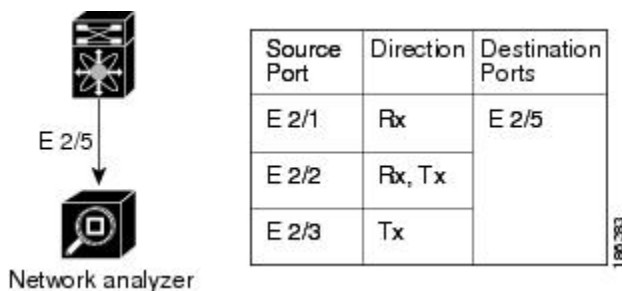 E 2/5
Network analyzer
Source Port Direction Destination Ports
E 2/1 Rx E 2/5
E 2/2 Rx, Tx
E 2/3 Tx
186283